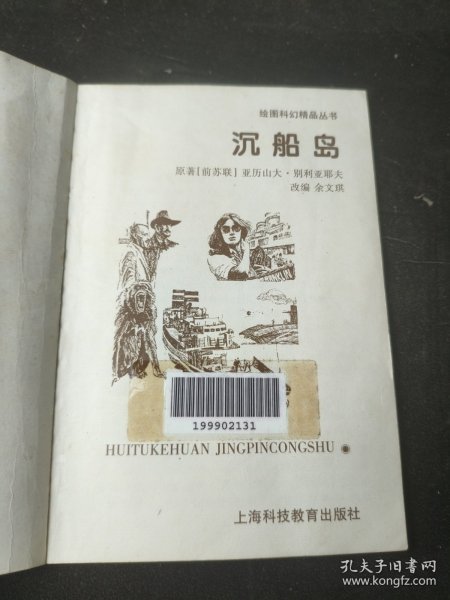 绘图科幻精品丛书
沉船岛
原著[前苏联] 亚历山大·别利亚耶夫
改编 余文琪
199902131
HUITUKEHUAN JINGPINCONGSHU
上海科技教育出版社
孔夫子旧书网
www.kongfz.com